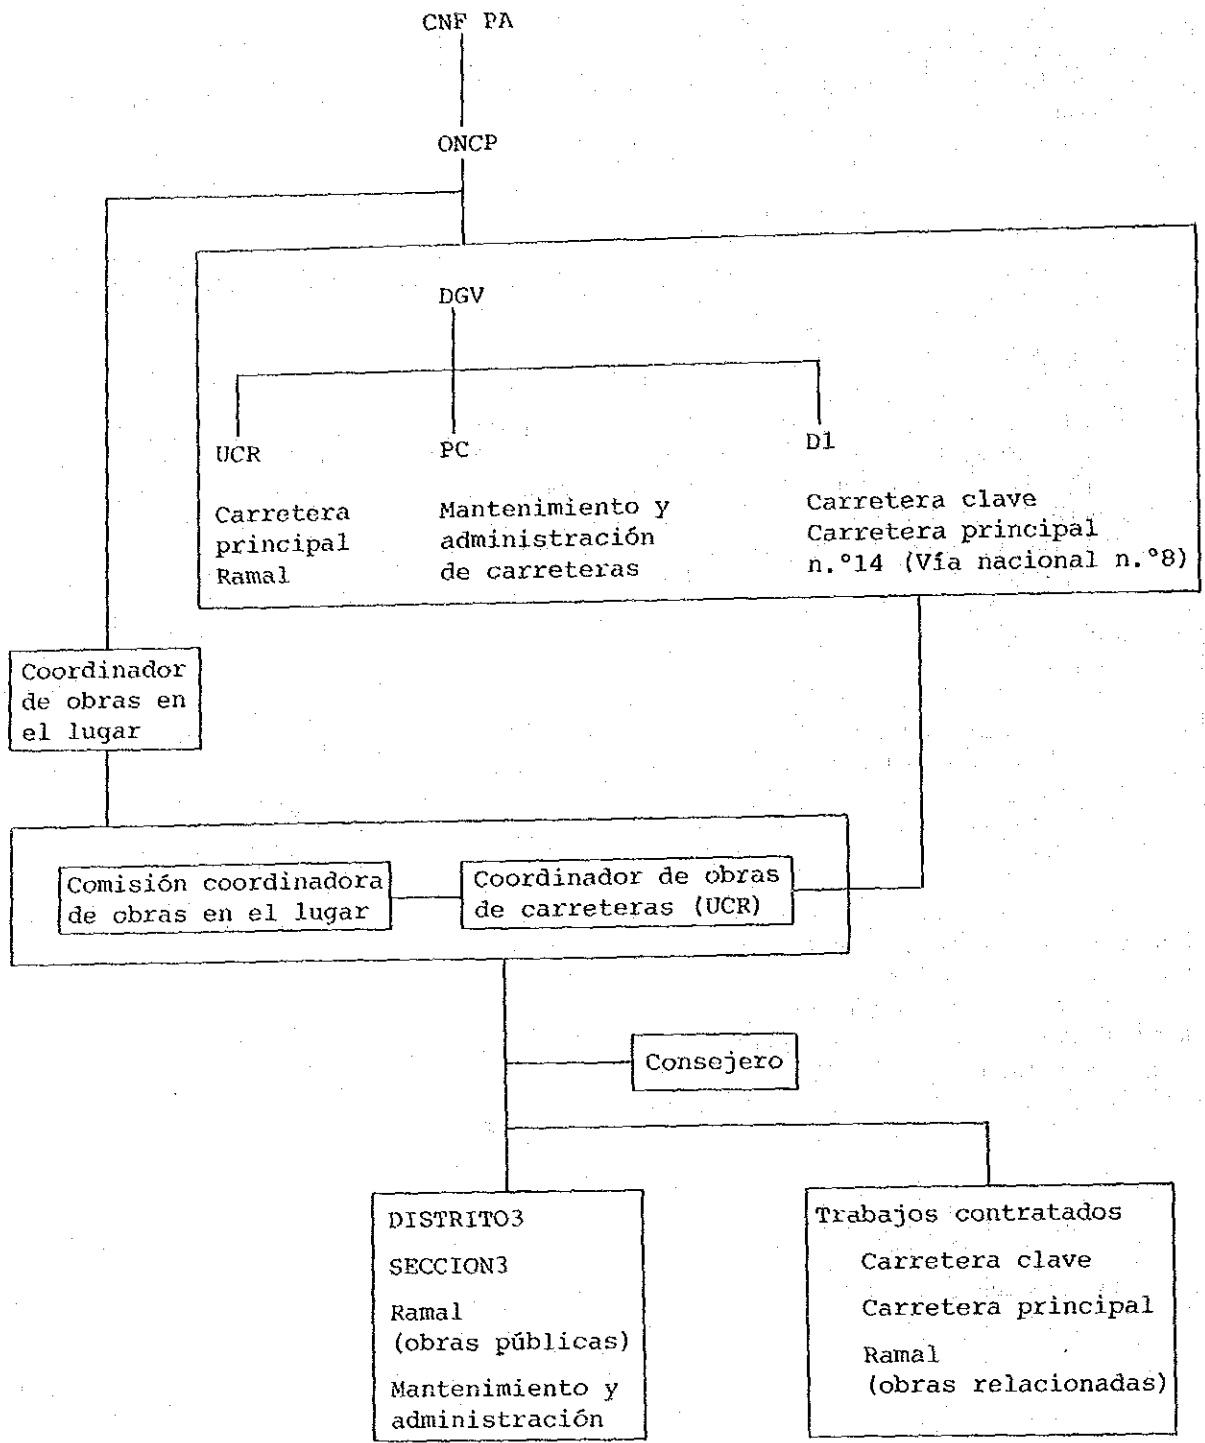 CNF PA
ONCP
DGV
UCR
Carretera
principal
Ramal
PC
Mantenimiento y
administración
de carreteras
D1
Carretera clave
Carretera principal
n.°14 (Vía nacional n.°8)
Coordinador
de obras en
el lugar
Comisión coordinadora
de obras en el lugar
Coordinador de obras
de carreteras (UCR)
Consejero
DISTRITO3
SECCION3
Ramal
(obras públicas)
Mantenimiento y
administración
Trabajos contratados
Carretera clave
Carretera principal
Ramal
(obras relacionadas)